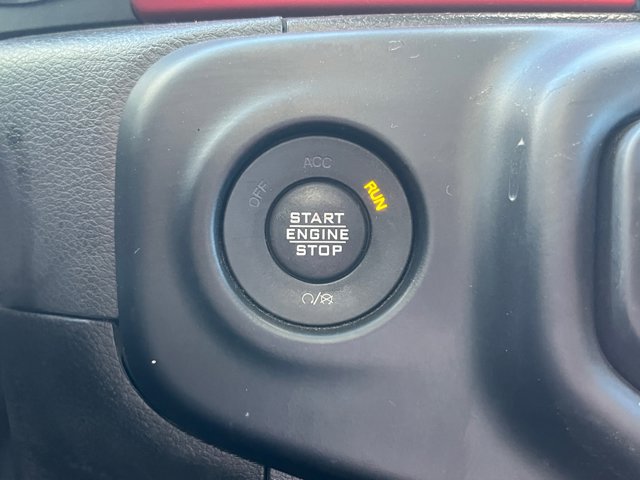 ACC
OFF
RUN
START
ENGINE
STOP